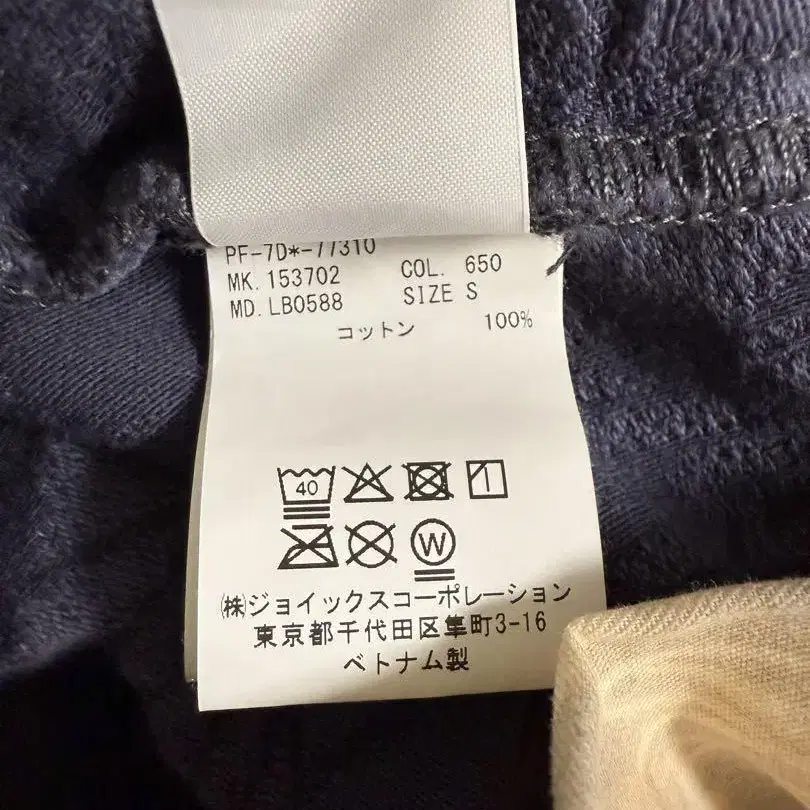 PF-7D*-77310
MK. 153702 COL. 650
MD. LB0588 SIZE S
コットン 100%
40
W
㈱ジョイックスコーポレーション
東京都千代田区隼町3-16
ベトナム製